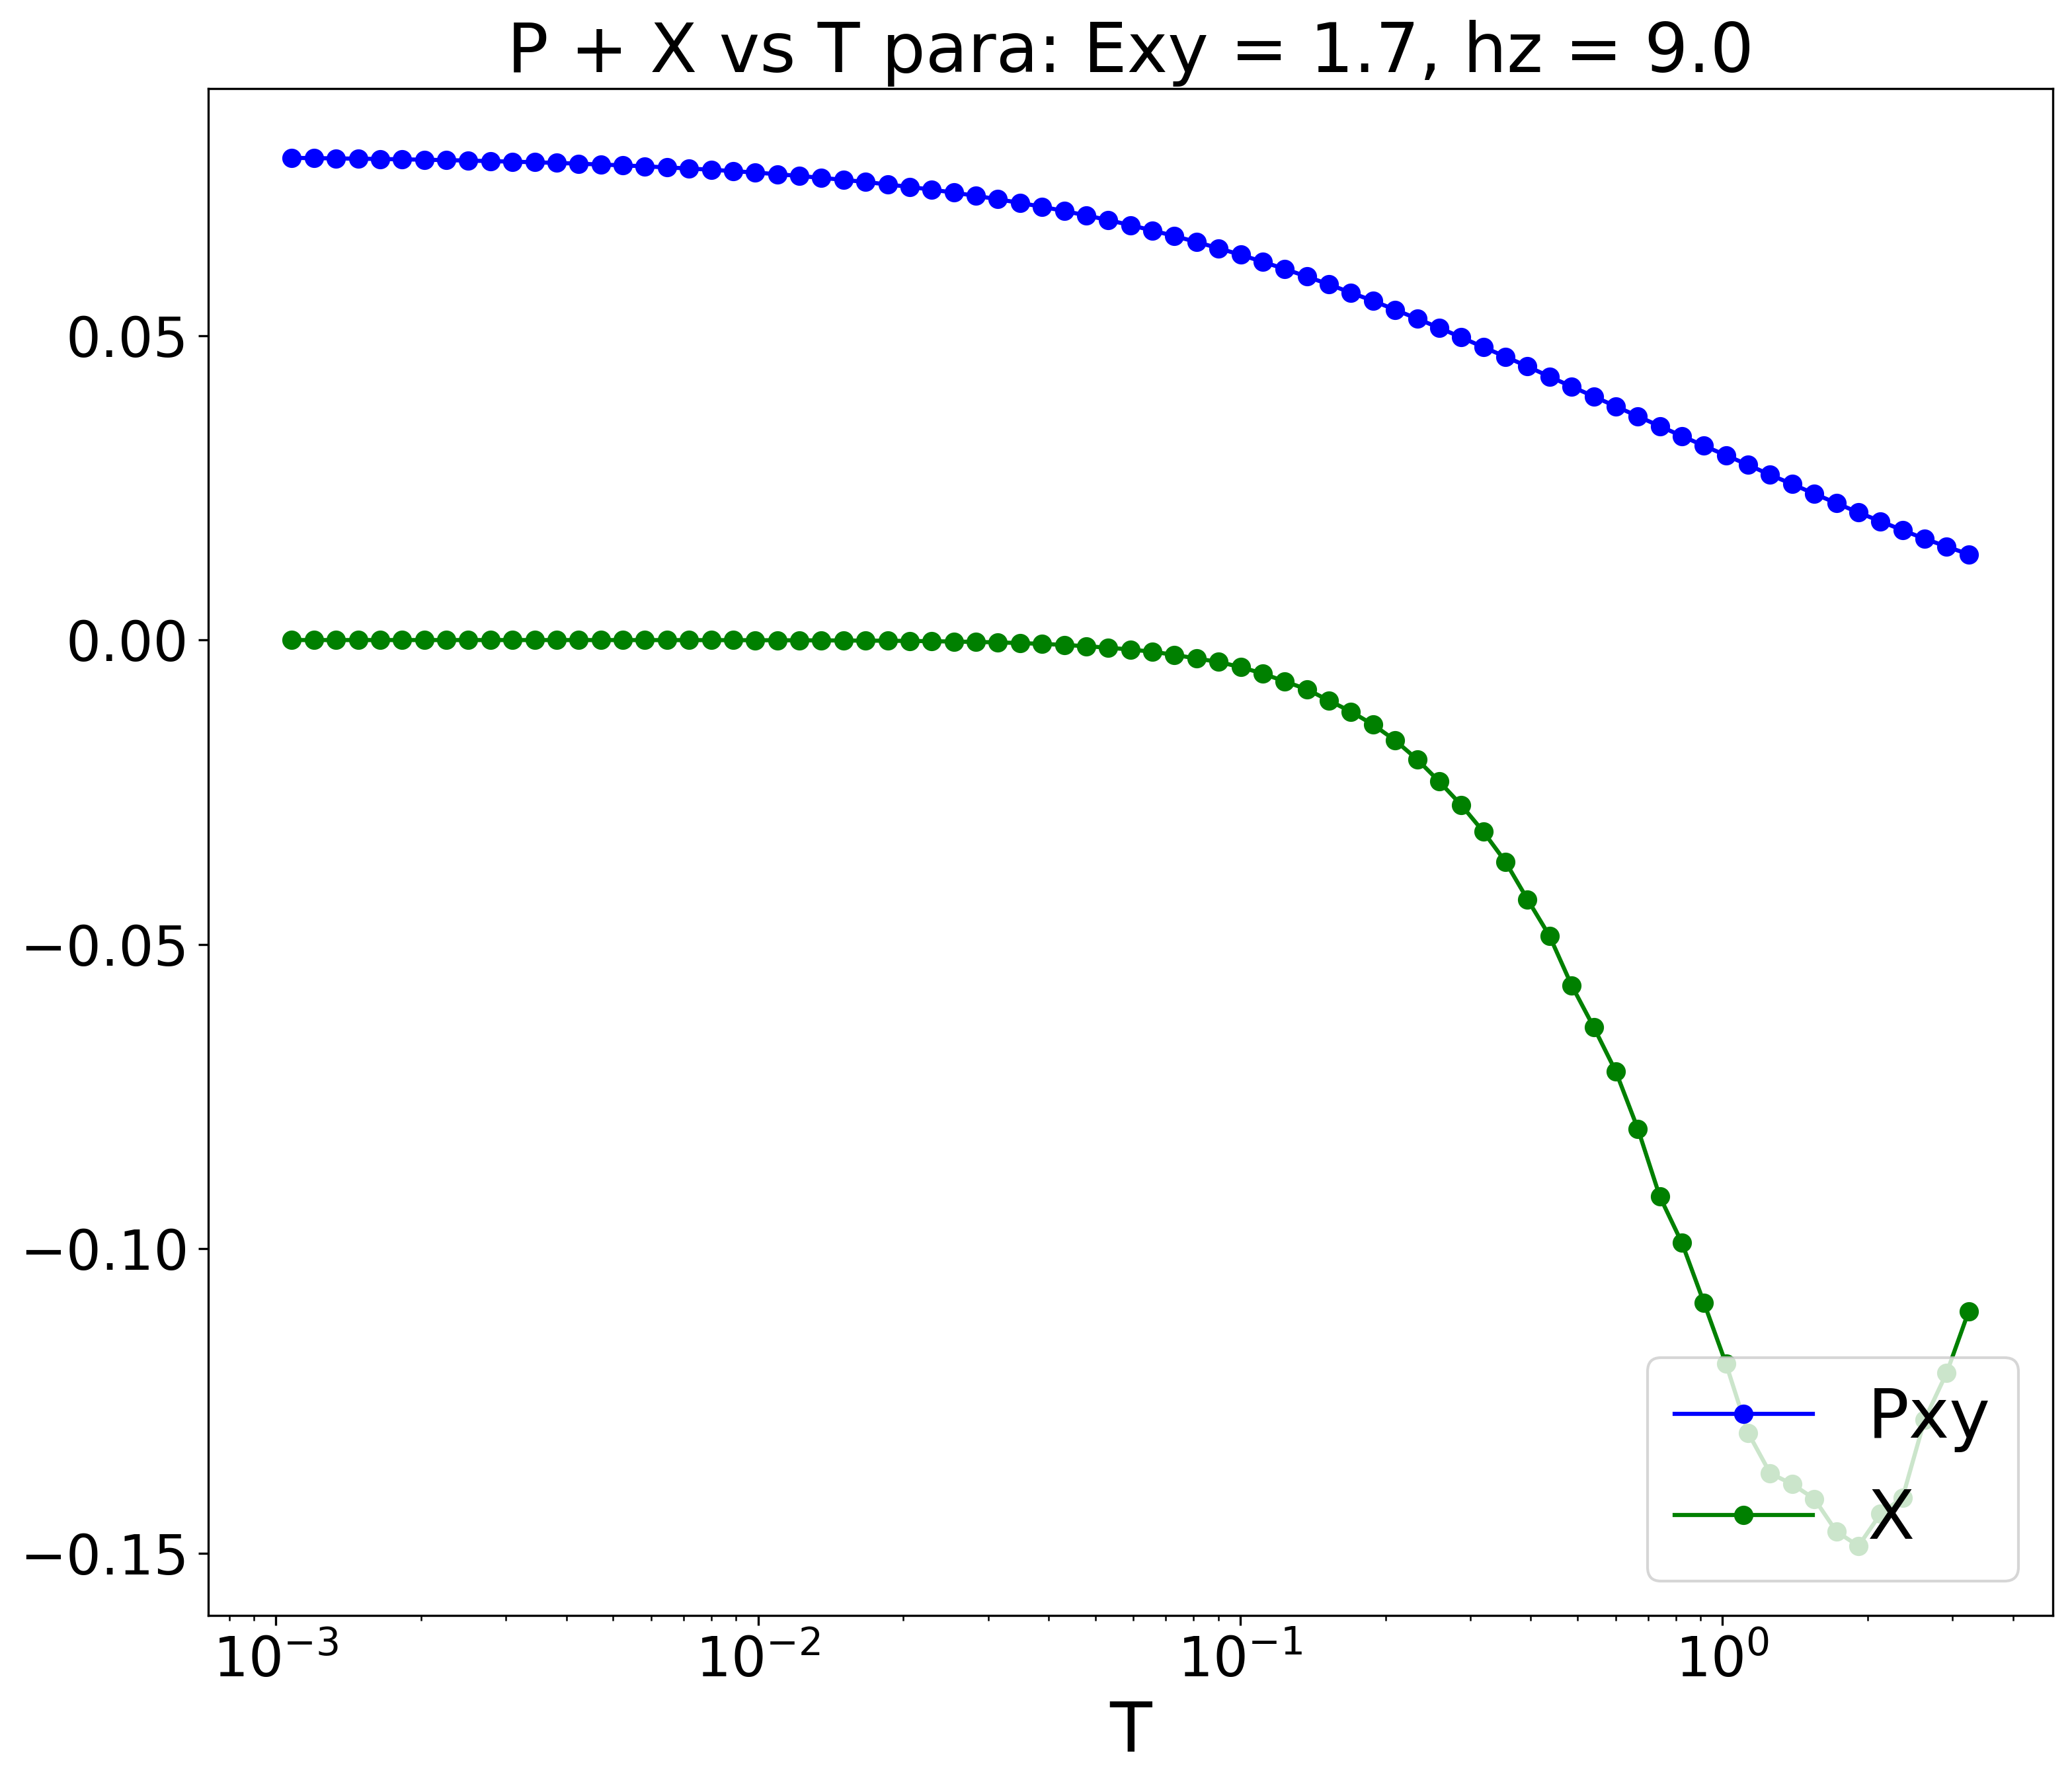 P + X vs T para: Exy = 1.7, hz = 9.0
0.05
0.00
−0.05
−0.10
−0.15
Pxy
X
10⁻³ 10⁻² 10⁻¹ 10⁰
T